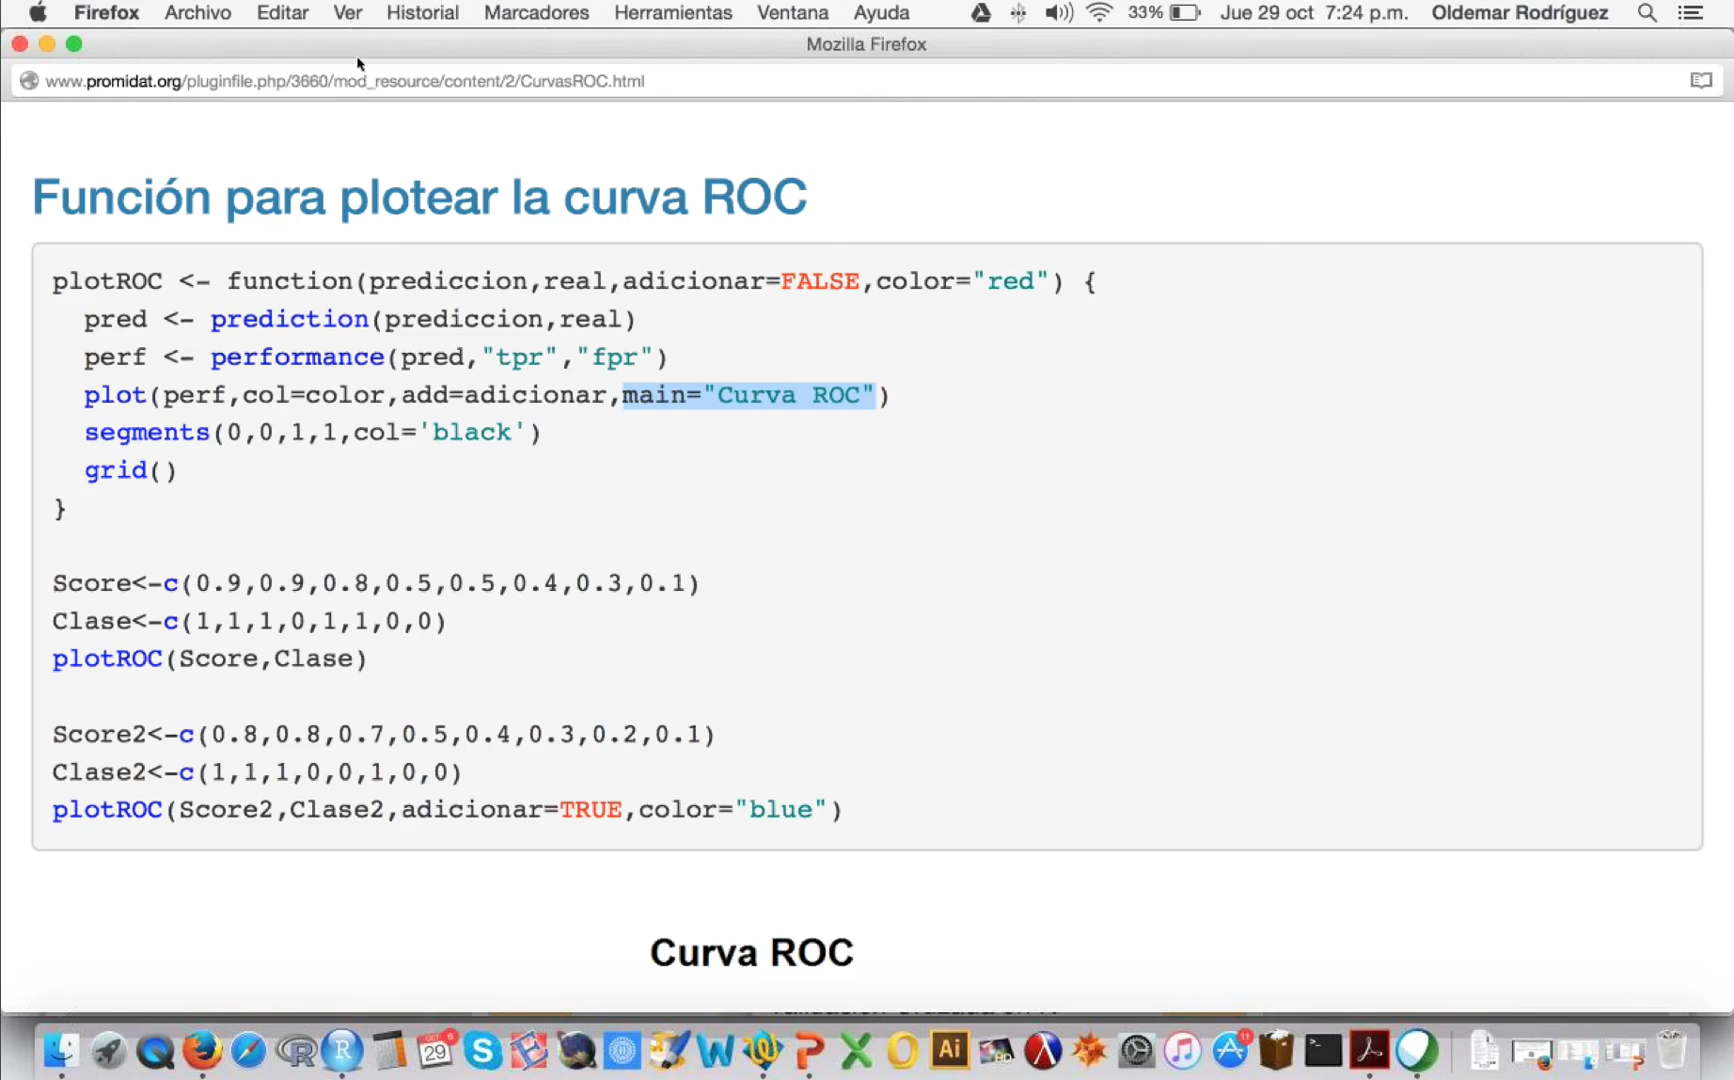 Firefox Archivo Editar Ver Historial Marcadores Herramientas Ventana Ayuda 33% Jue 29 oct 7:24 p.m. Oldemar Rodríguez
Mozilla Firefox
www.promidat.org/pluginfile.php/3660/mod_resource/content/2/CurvasROC.html
Función para plotear la curva ROC
plotROC <- function(prediccion,real,adicionar=FALSE,color="red") {
  pred <- prediction(prediccion,real)
  perf <- performance(pred,"tpr","fpr")
  plot(perf,col=color,add=adicionar,main="Curva ROC")
  segments(0,0,1,1,col='black')
  grid()
}
Score<-c(0.9,0.9,0.8,0.5,0.5,0.4,0.3,0.1)
Clase<-c(1,1,1,0,1,1,0,0)
plotROC(Score,Clase)
Score2<-c(0.8,0.8,0.7,0.5,0.4,0.3,0.2,0.1)
Clase2<-c(1,1,1,0,0,1,0,0)
plotROC(Score2,Clase2,adicionar=TRUE,color="blue")
Curva ROC
OCT
29
Ai
11